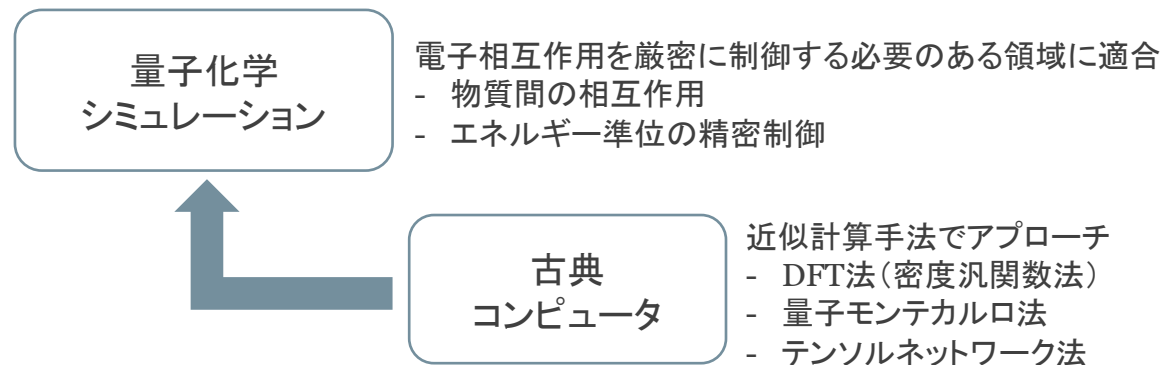 量子化学
シミュレーション
電子相互作用を厳密に制御する必要のある領域に適合
- 物質間の相互作用
- エネルギー準位の精密制御
古典
コンピュータ
近似計算手法でアプローチ
- DFT法(密度汎関数法)
- 量子モンテカルロ法
- テンソルネットワーク法